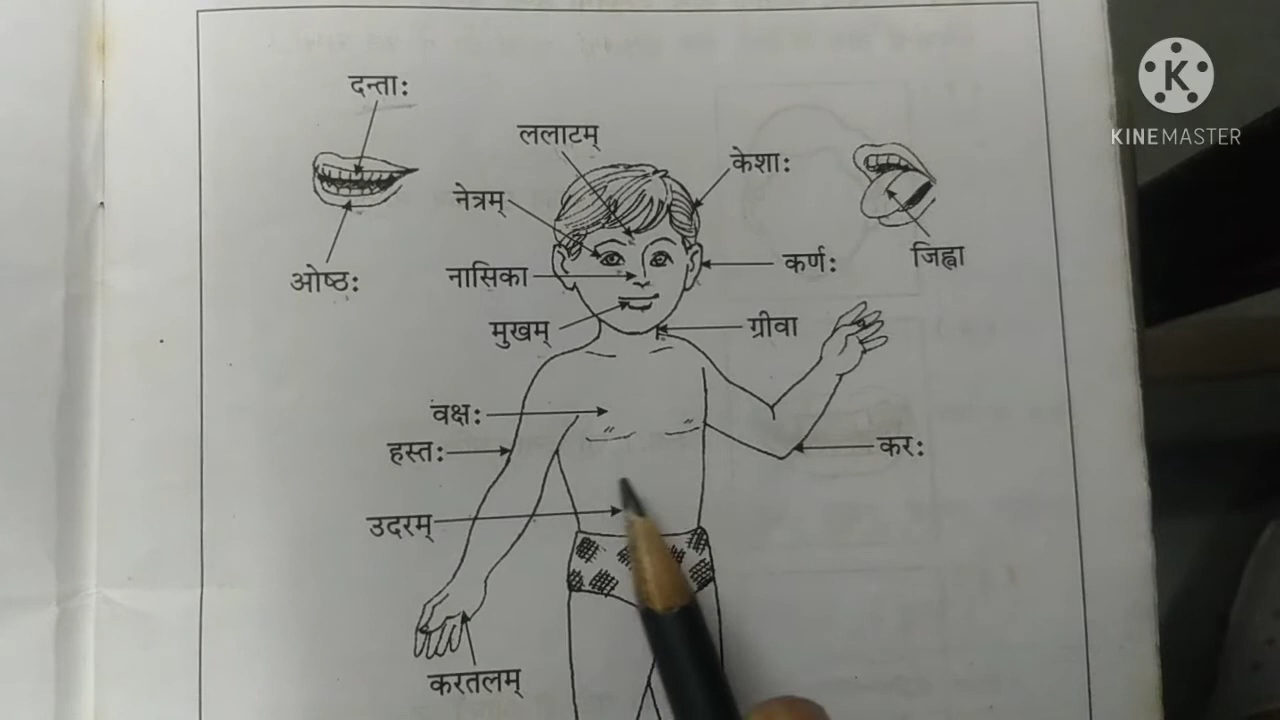 दन्ताः
ललाटम्
केशाः
नेत्रम्
K
KINEMASTER
ओष्ठः
नासिका
कर्णः
जिह्वा
मुखम्
ग्रीवा
वक्षः
हस्तः
करः
उदरम्
करतलम्